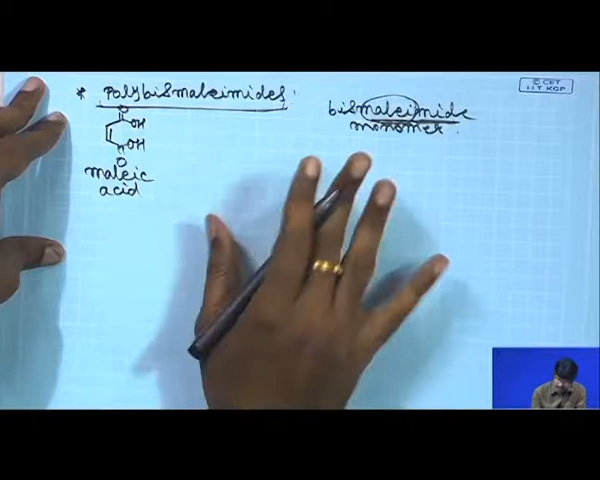 * Polybismaleimides:
bismaleimide
monomer.
O
OH
OH
O
maleic
acid
© CET
I.I.T. KGP